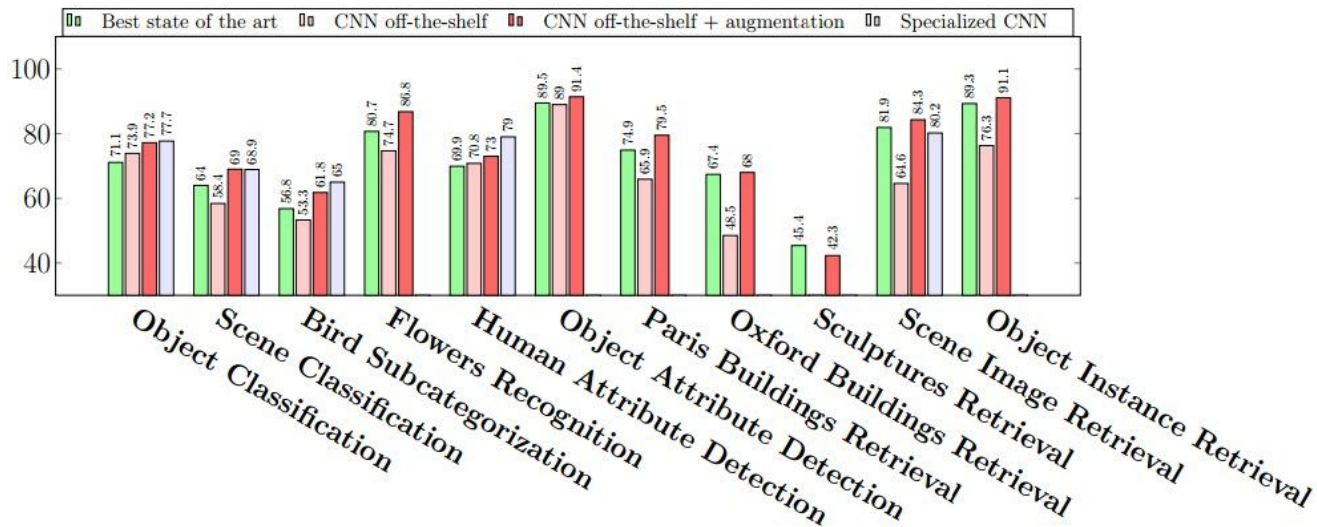 Best state of the art CNN off-the-shelf CNN off-the-shelf + augmentation Specialized CNN
100
80
60
40
71.1 73.9 77.2 77.7
64 58.4 69 68.9
56.8 53.3 61.8 65
80.7 74.7 86.8
69.9 70.8 73 79
89.5 89 91.4
74.9 65.9 79.5
67.4 48.5 68
45.4 42.3
81.9 64.6 84.3 80.2
89.3 76.3 91.1
Object Classification
Scene Classification
Bird Subcategorization
Flowers Recognition
Human Attribute Detection
Object Attribute Detection
Paris Buildings Retrieval
Oxford Buildings Retrieval
Sculptures Retrieval
Scene Image Retrieval
Object Instance Retrieval